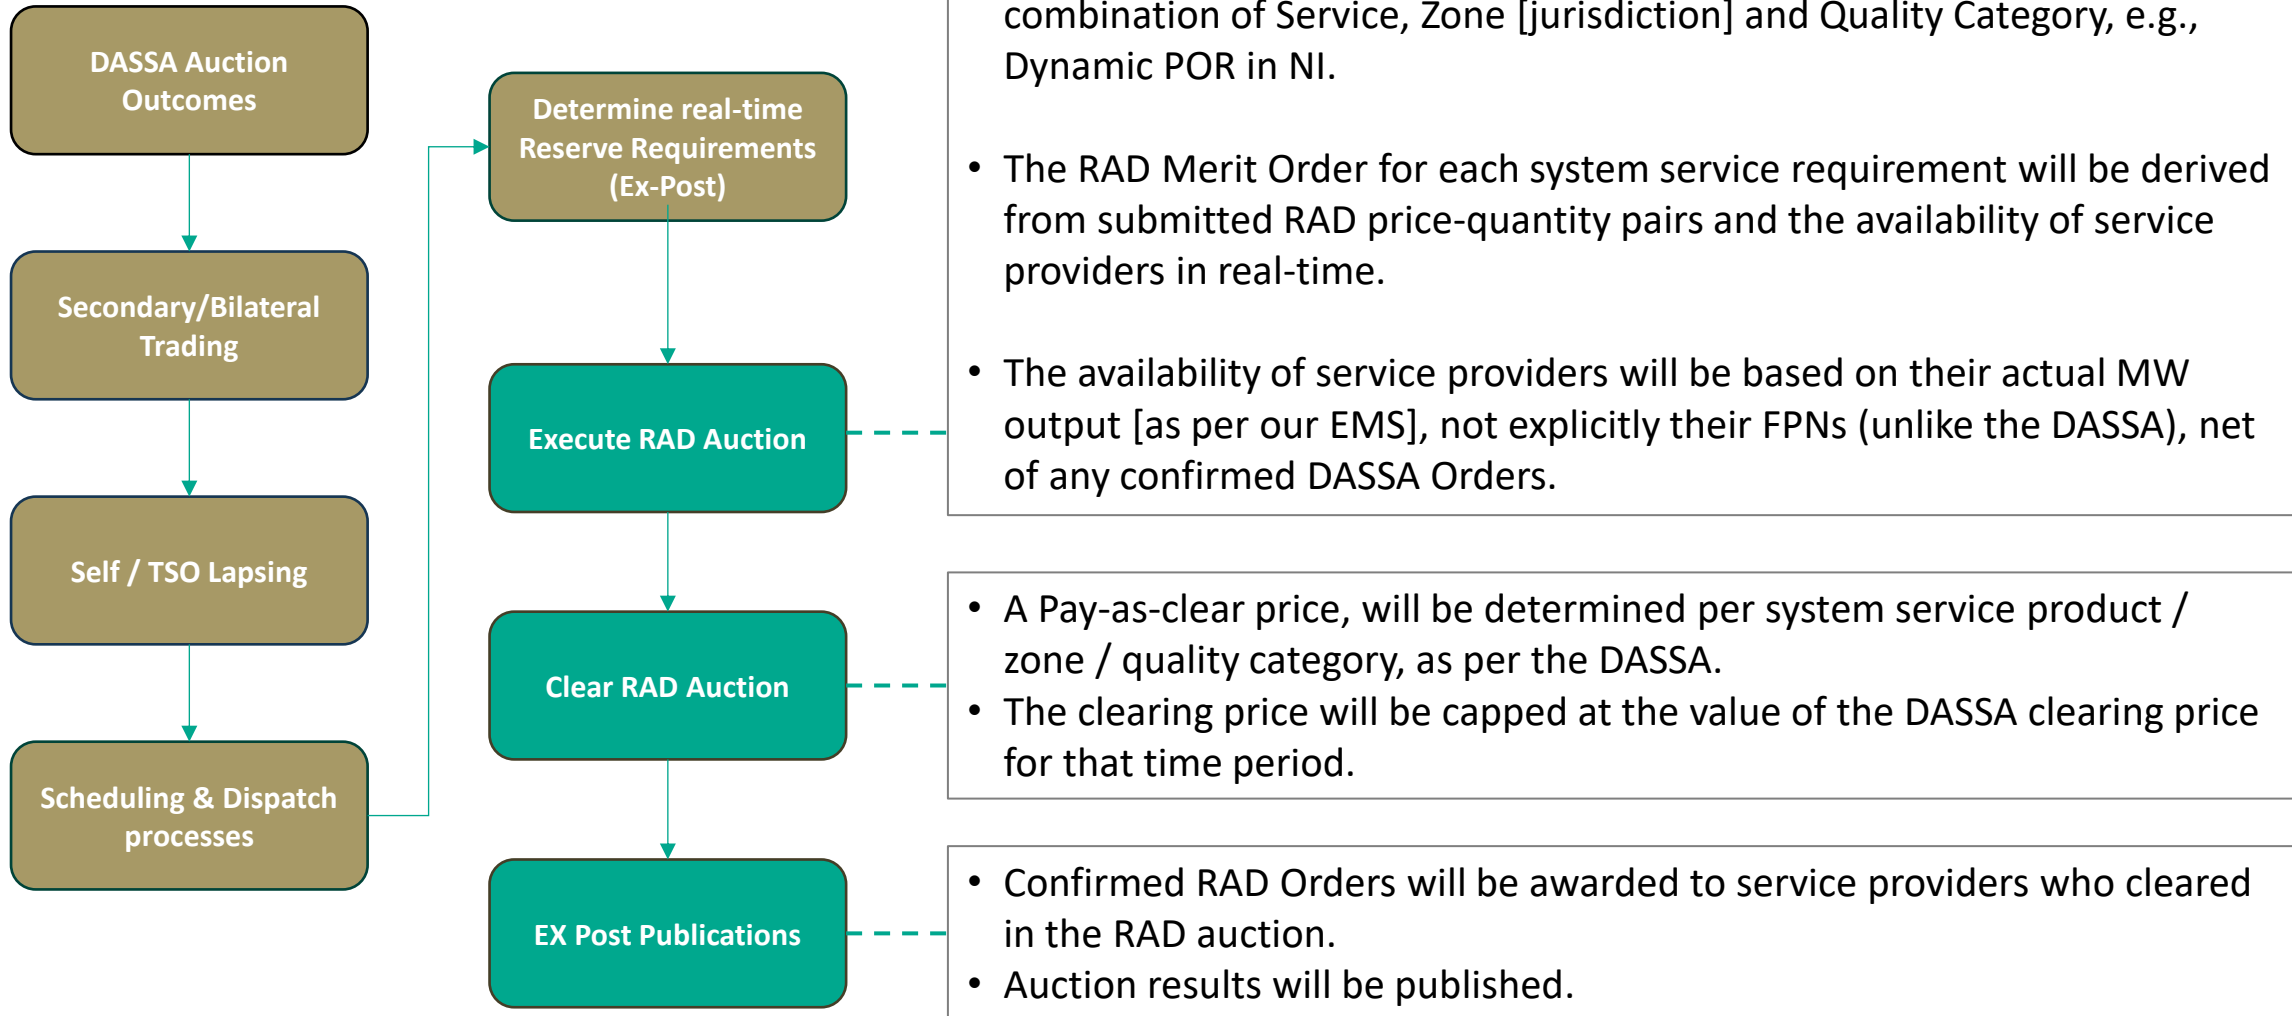 DASSA Auction
Outcomes
Secondary/Bilateral
Trading
Self / TSO Lapsing
Scheduling & Dispatch
processes
Determine real-time
Reserve Requirements
(Ex-Post)
Execute RAD Auction
Clear RAD Auction
EX Post Publications
combination of Service, Zone [jurisdiction] and Quality Category, e.g.,
Dynamic POR in NI.
• The RAD Merit Order for each system service requirement will be derived
from submitted RAD price-quantity pairs and the availability of service
providers in real-time.
• The availability of service providers will be based on their actual MW
output [as per our EMS], not explicitly their FPNs (unlike the DASSA), net
of any confirmed DASSA Orders.
• A Pay-as-clear price, will be determined per system service product /
zone / quality category, as per the DASSA.
• The clearing price will be capped at the value of the DASSA clearing price
for that time period.
• Confirmed RAD Orders will be awarded to service providers who cleared
in the RAD auction.
• Auction results will be published.